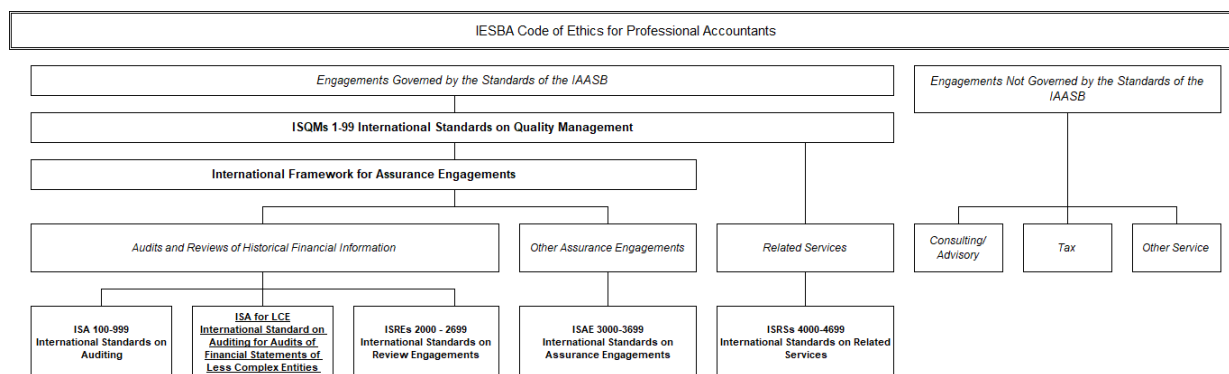 IESBA Code of Ethics for Professional Accountants
Engagements Governed by the Standards of the IAASB
Engagements Not Governed by the Standards of the
IAASB
ISQMs 1-99 International Standards on Quality Management
International Framework for Assurance Engagements
Audits and Reviews of Historical Financial Information
Other Assurance Engagements
Related Services
Consulting/
Advisory
Tax
Other Service
ISA 100-999
International Standards on
Auditing
ISA for LCE
International Standard on
Auditing for Audits of
Financial Statements of
Less Complex Entities
ISREs 2000 - 2699
International Standards on
Review Engagements
ISAE 3000-3699
International Standards on
Assurance Engagements
ISRSs 4000-4699
International Standards on Related
Services